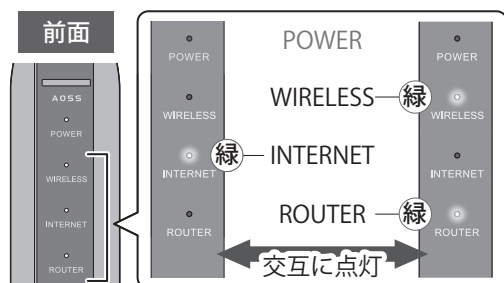 前面
AOSS
POWER
WIRELESS
INTERNET
ROUTER
POWER
WIRELESS
INTERNET
ROUTER
POWER
WIRELESS 緑
緑 INTERNET
ROUTER 緑
交互に点灯
POWER
WIRELESS
INTERNET
ROUTER